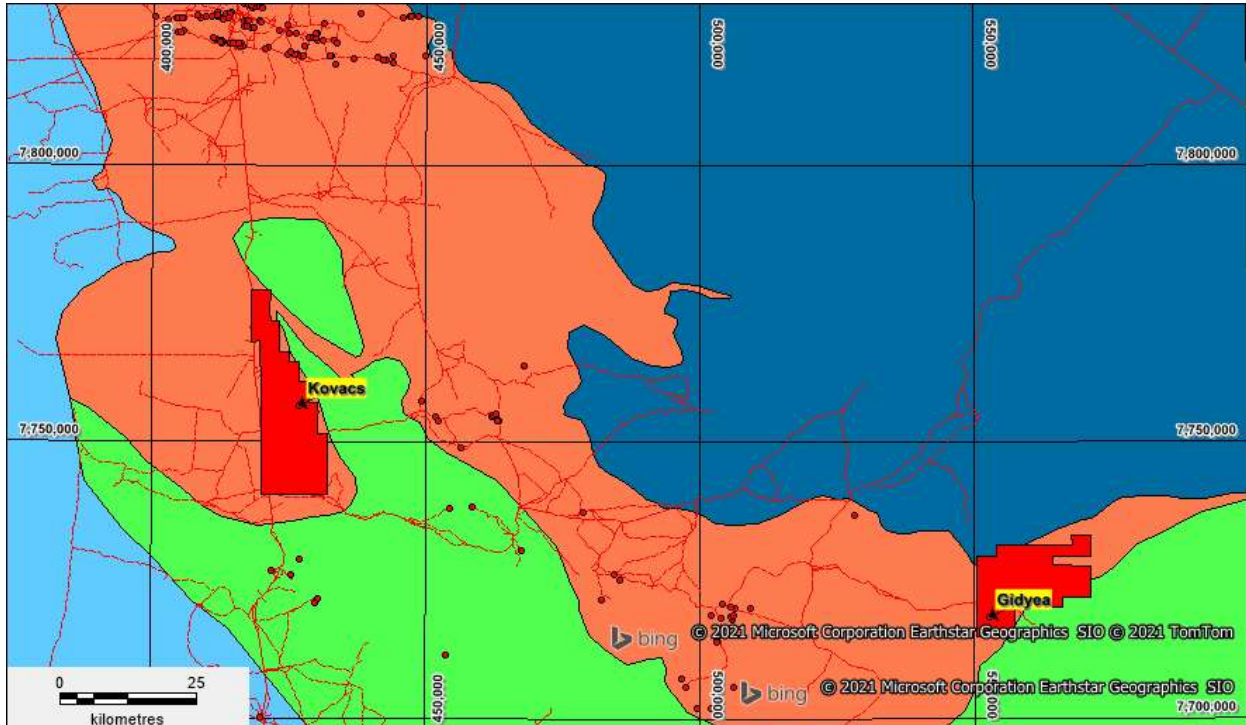 400,000
450,000
500,000
550,000
7,800,000
7,800,000
Kovacs
7,750,000
7,750,000
Gidyea
bing © 2021 Microsoft Corporation Earthstar Geographics SIO © 2021 TomTom
bing © 2021 Microsoft Corporation Earthstar Geographics SIO
0 25
kilometres
450,000
500,000
7,700,000